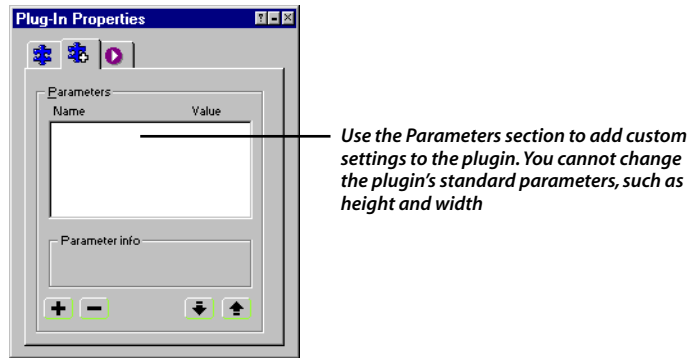 Plug-In Properties
Parameters
Name Value
Use the Parameters section to add custom
settings to the plugin. You cannot change
the plugin's standard parameters, such as
height and width
Parameter info